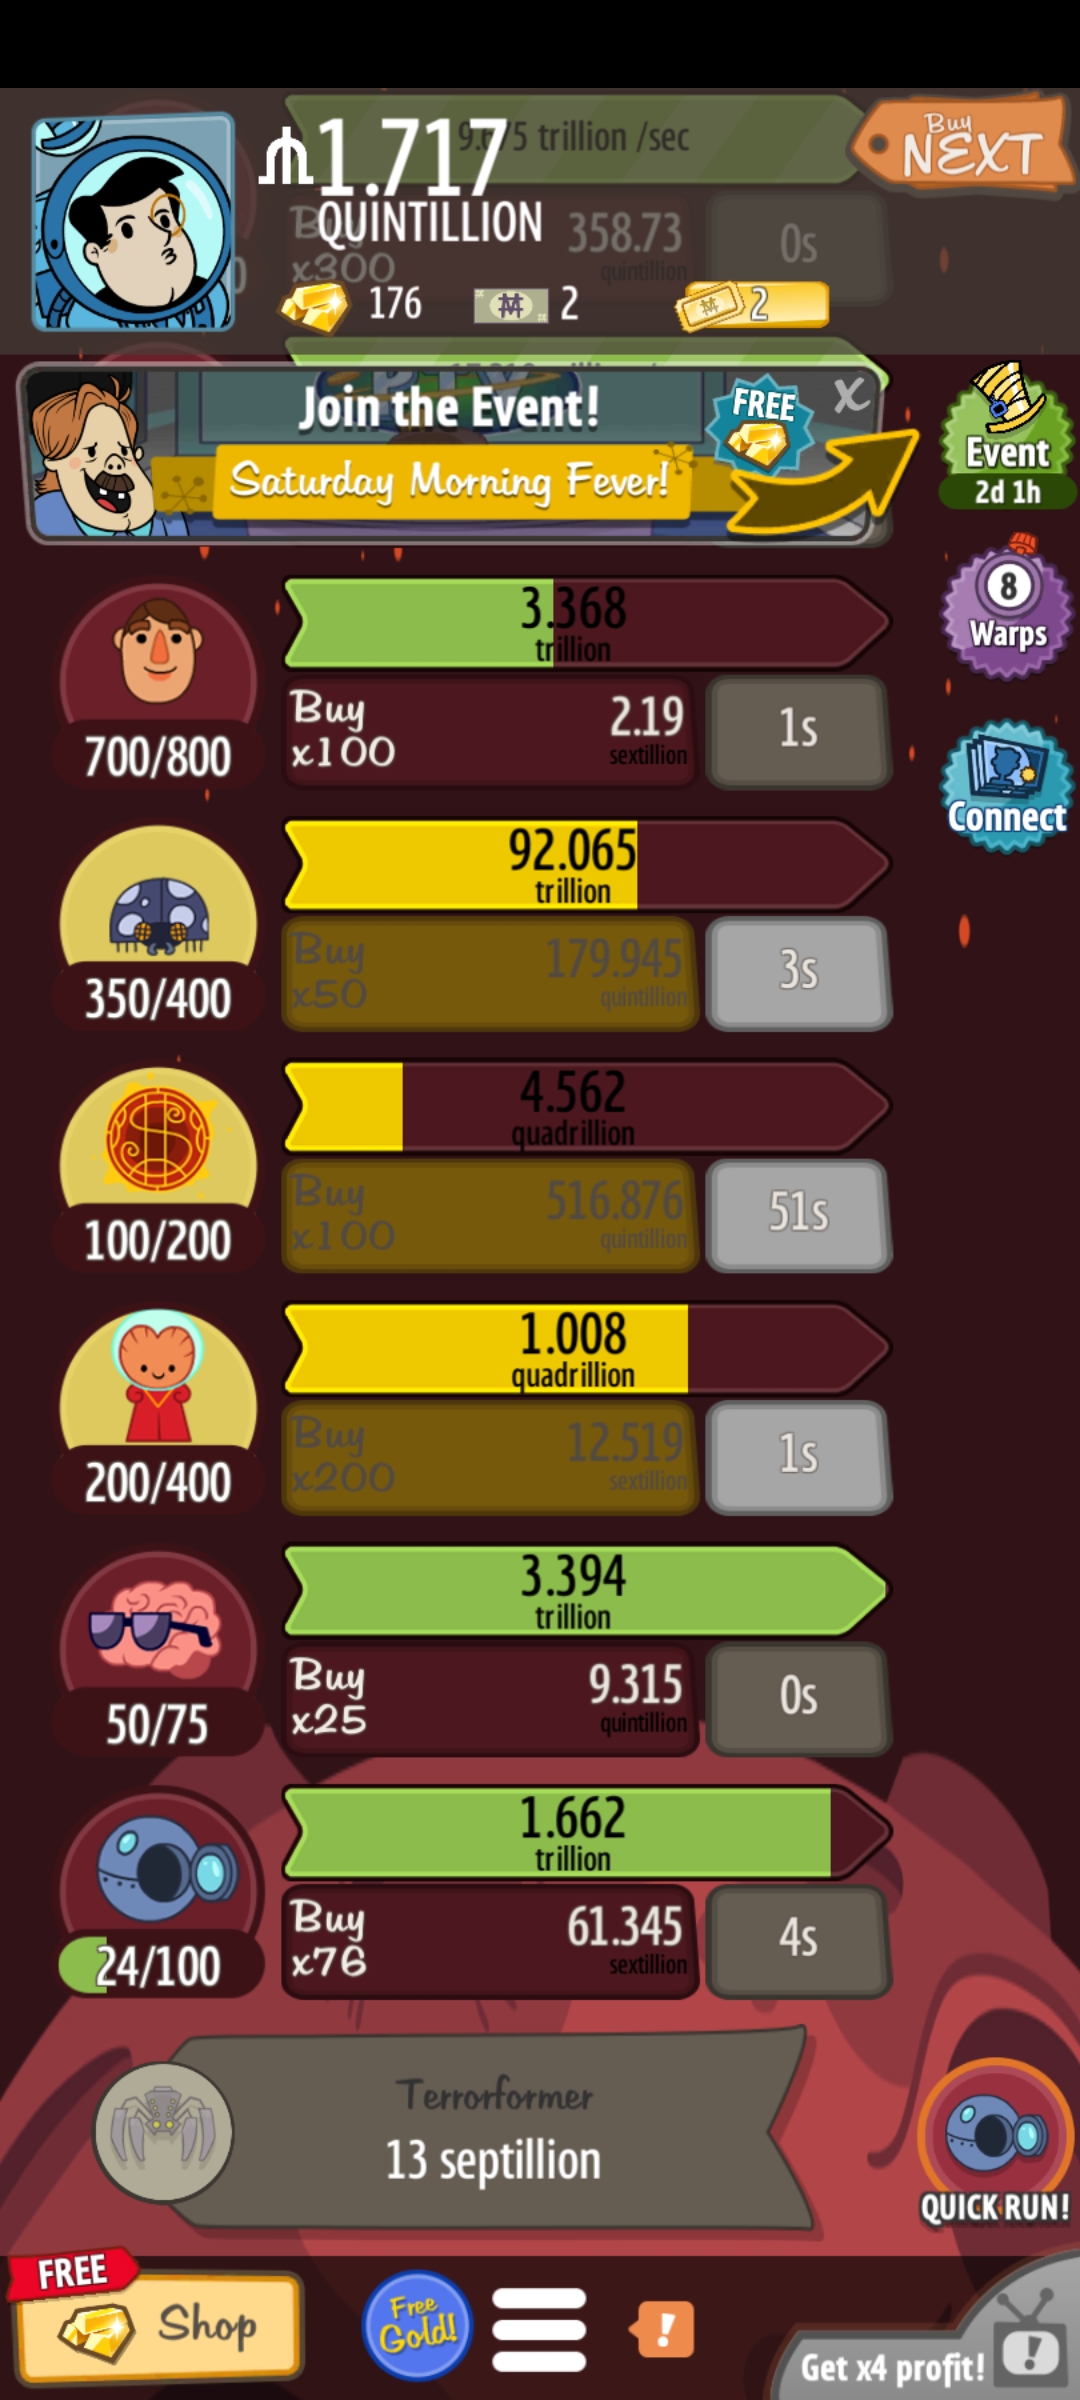 9.675 trillion /sec
Buy NEXT
1.717
QUINTILLION
Buy
x300
358.73
quintillion
0s
176
2
2
Join the Event!
Saturday Morning Fever!
FREE
X
Event
2d 1h
3.368
trillion
8
Warps
700/800
Buy
x100
2.19
sextillion
1s
Connect
92.065
trillion
350/400
Buy
x50
179.945
quintillion
3s
4.562
quadrillion
100/200
Buy
x100
516.876
quintillion
51s
1.008
quadrillion
200/400
Buy
x200
12.519
sextillion
1s
3.394
trillion
50/75
Buy
x25
9.315
quintillion
0s
1.662
trillion
24/100
Buy
x76
61.345
sextillion
4s
Terrorformer
13 septillion
QUICK RUN!
FREE
Shop
Free
Gold!
!
!
Get x4 profit!